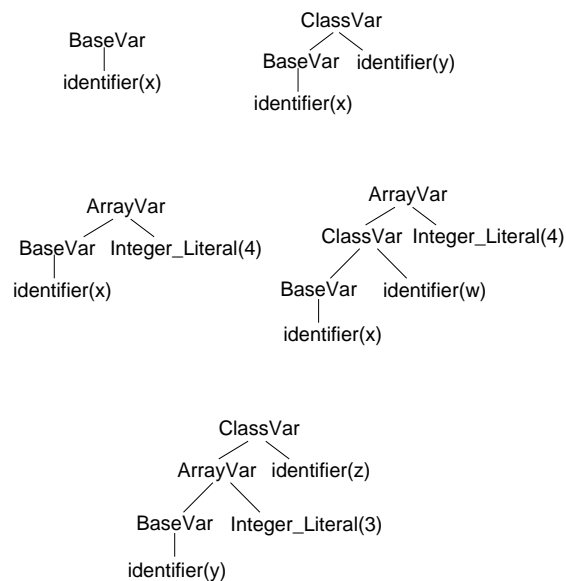 BaseVar
identifier(x)
ClassVar
BaseVar identifier(y)
identifier(x)
ArrayVar
BaseVar Integer_Literal(4)
identifier(x)
ArrayVar
ClassVar Integer_Literal(4)
BaseVar identifier(w)
identifier(x)
ClassVar
ArrayVar identifier(z)
BaseVar Integer_Literal(3)
identifier(y)